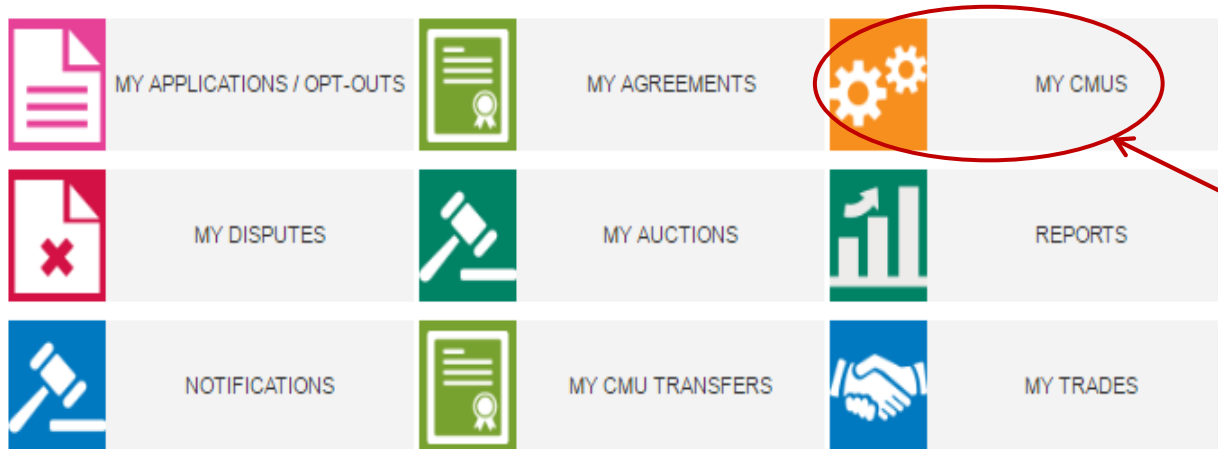 MY APPLICATIONS / OPT-OUTS
MY AGREEMENTS
MY CMUS
MY DISPUTES
MY AUCTIONS
REPORTS
NOTIFICATIONS
MY CMU TRANSFERS
MY TRADES